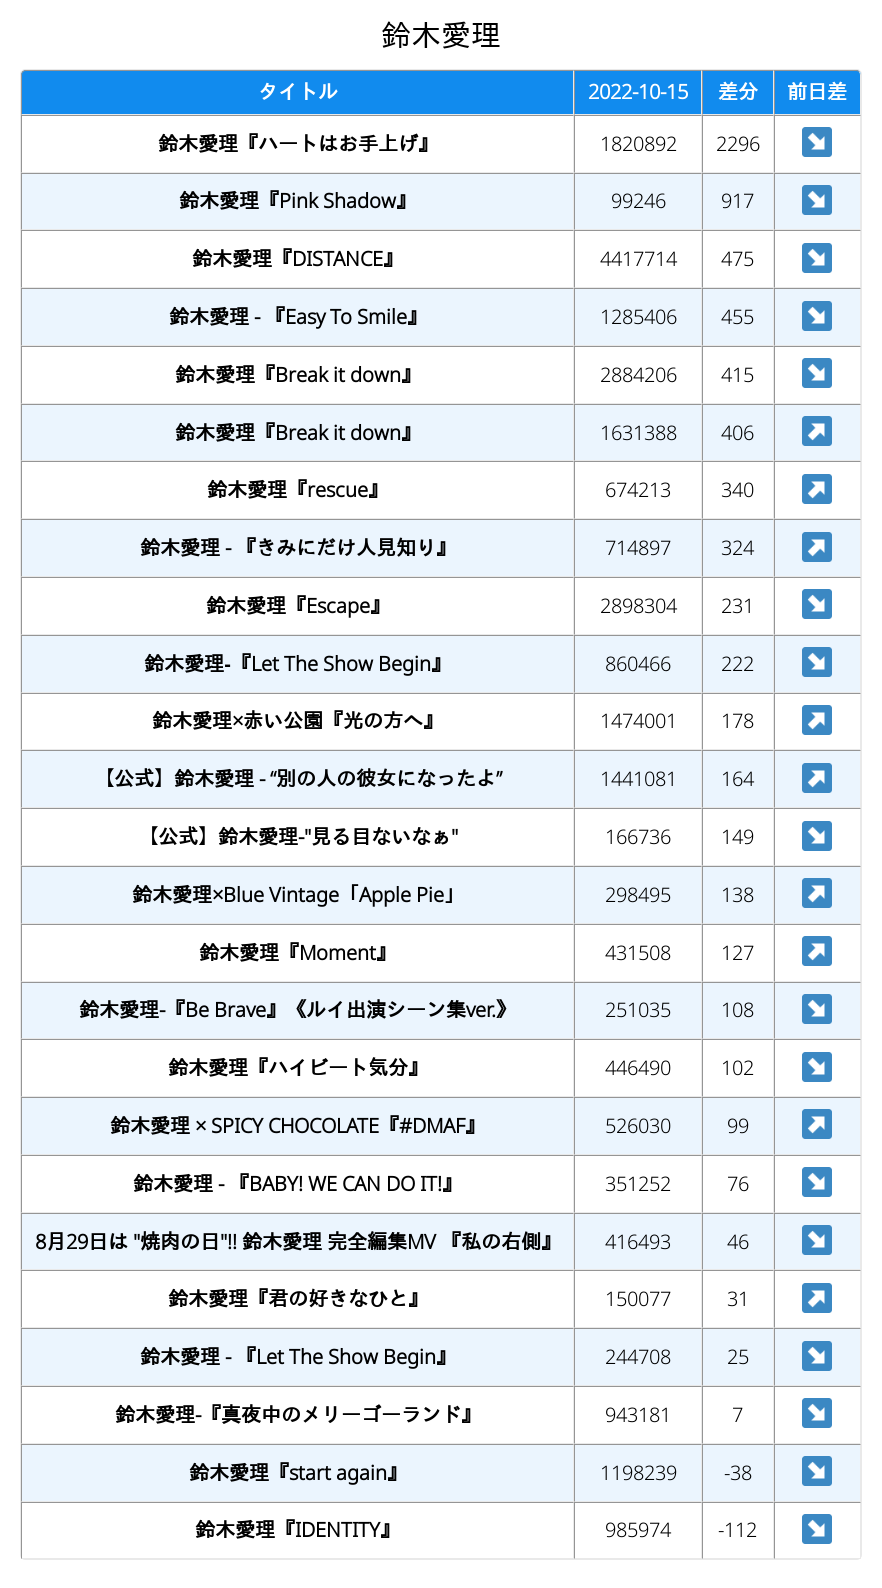 鈴木愛理
タイトル 2022-10-15 差分 前日差
鈴木愛理『ハートはお手上げ』 1820892 2296 ↘
鈴木愛理『Pink Shadow』 99246 917 ↘
鈴木愛理『DISTANCE』 4417714 475 ↘
鈴木愛理 - 『Easy To Smile』 1285406 455 ↘
鈴木愛理『Break it down』 2884206 415 ↘
鈴木愛理『Break it down』 1631388 406 ↗
鈴木愛理『rescue』 674213 340 ↗
鈴木愛理 - 『きみにだけ人見知り』 714897 324 ↗
鈴木愛理『Escape』 2898304 231 ↘
鈴木愛理-『Let The Show Begin』 860466 222 ↘
鈴木愛理×赤い公園『光の方へ』 1474001 178 ↗
【公式】鈴木愛理 - “別の人の彼女になったよ” 1441081 164 ↗
【公式】鈴木愛理-"見る目ないなぁ" 166736 149 ↘
鈴木愛理×Blue Vintage「Apple Pie」 298495 138 ↗
鈴木愛理『Moment』 431508 127 ↗
鈴木愛理-『Be Brave』《ルイ出演シーン集ver.》 251035 108 ↘
鈴木愛理『ハイビート気分』 446490 102 ↘
鈴木愛理 × SPICY CHOCOLATE『#DMAF』 526030 99 ↗
鈴木愛理 - 『BABY! WE CAN DO IT!』 351252 76 ↘
8月29日は "焼肉の日"!! 鈴木愛理 完全編集MV 『私の右側』 416493 46 ↘
鈴木愛理『君の好きなひと』 150077 31 ↗
鈴木愛理 - 『Let The Show Begin』 244708 25 ↘
鈴木愛理-『真夜中のメリーゴーランド』 943181 7 ↘
鈴木愛理『start again』 1198239 -38 ↘
鈴木愛理『IDENTITY』 985974 -112 ↘